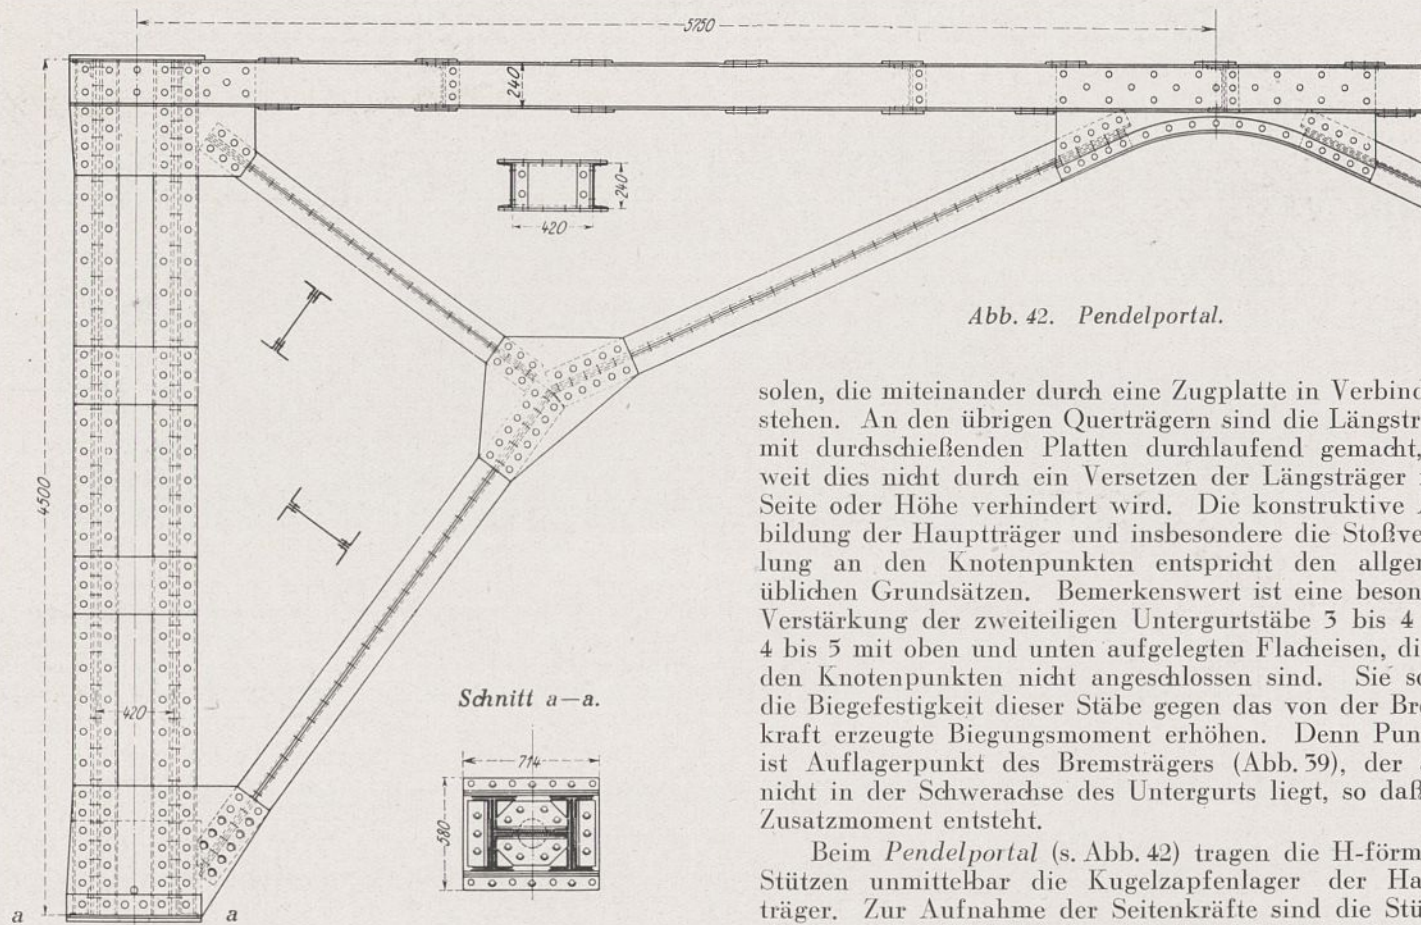 5750
240
240
420
4500
Abb. 42. Pendelportal.
solen, die miteinander durch eine Zugplatte in Verbind
stehen. An den übrigen Querträgern sind die Längstr
mit durchschießenden Platten durchlaufend gemacht,
weit dies nicht durch ein Versetzen der Längsträger
Seite oder Höhe verhindert wird. Die konstruktive
bildung der Hauptträger und insbesondere die Stoßve
lung an den Knotenpunkten entspricht den allger
üblichen Grundsätzen. Bemerkenswert ist eine beson
Verstärkung der zweiteiligen Untergurtstäbe 3 bis 4
4 bis 5 mit oben und unten aufgelegten Flacheisen, di
den Knotenpunkten nicht angeschlossen sind. Sie so
die Biegefestigkeit dieser Stäbe gegen das von der Bre
kraft erzeugte Biegungsmoment erhöhen. Denn Pun
ist Auflagerpunkt des Bremsträgers (Abb. 39), der
nicht in der Schwerachse des Untergurts liegt, so daß
Zusatzmoment entsteht.
Beim Pendelportal (s. Abb. 42) tragen die H-förm
Stützen unmittelbar die Kugelzapfenlager der Ha
träger. Zur Aufnahme der Seitenkräfte sind die Stü
420
Schnitt a—a.
714
580
a a